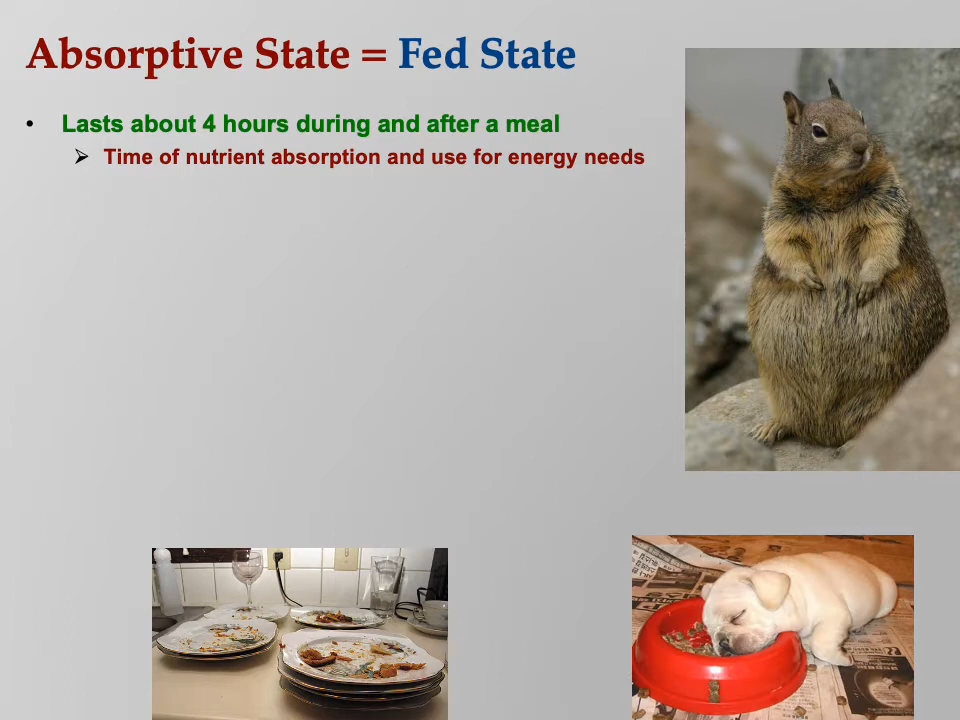 Absorptive State = Fed State
• Lasts about 4 hours during and after a meal
➢ Time of nutrient absorption and use for energy needs